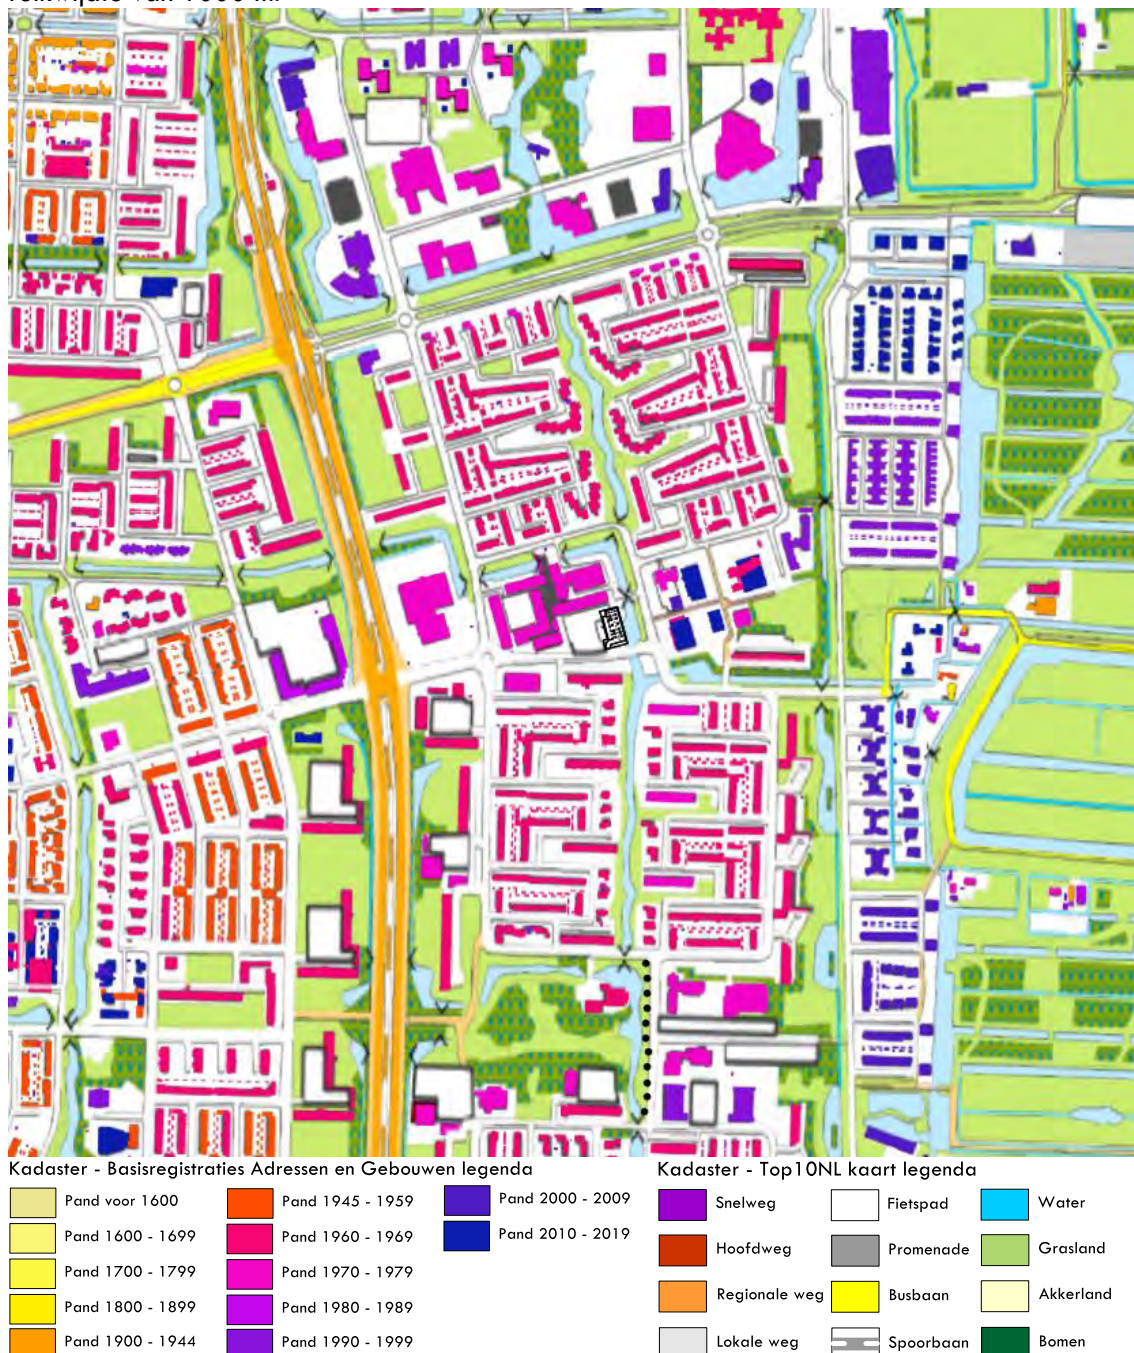 Kadaster - Basisregistraties Adressen en Gebouwen legenda
Pand voor 1600
Pand 1600 - 1699
Pand 1700 - 1799
Pand 1800 - 1899
Pand 1900 - 1944
Pand 1945 - 1959
Pand 1960 - 1969
Pand 1970 - 1979
Pand 1980 - 1989
Pand 1990 - 1999
Pand 2000 - 2009
Pand 2010 - 2019
Kadaster - Top10NL kaart legenda
Snelweg
Hoofdweg
Regionale weg
Lokale weg
Fietspad
Promenade
Busbaan
Spoorbaan
Water
Grasland
Akkerland
Bomen